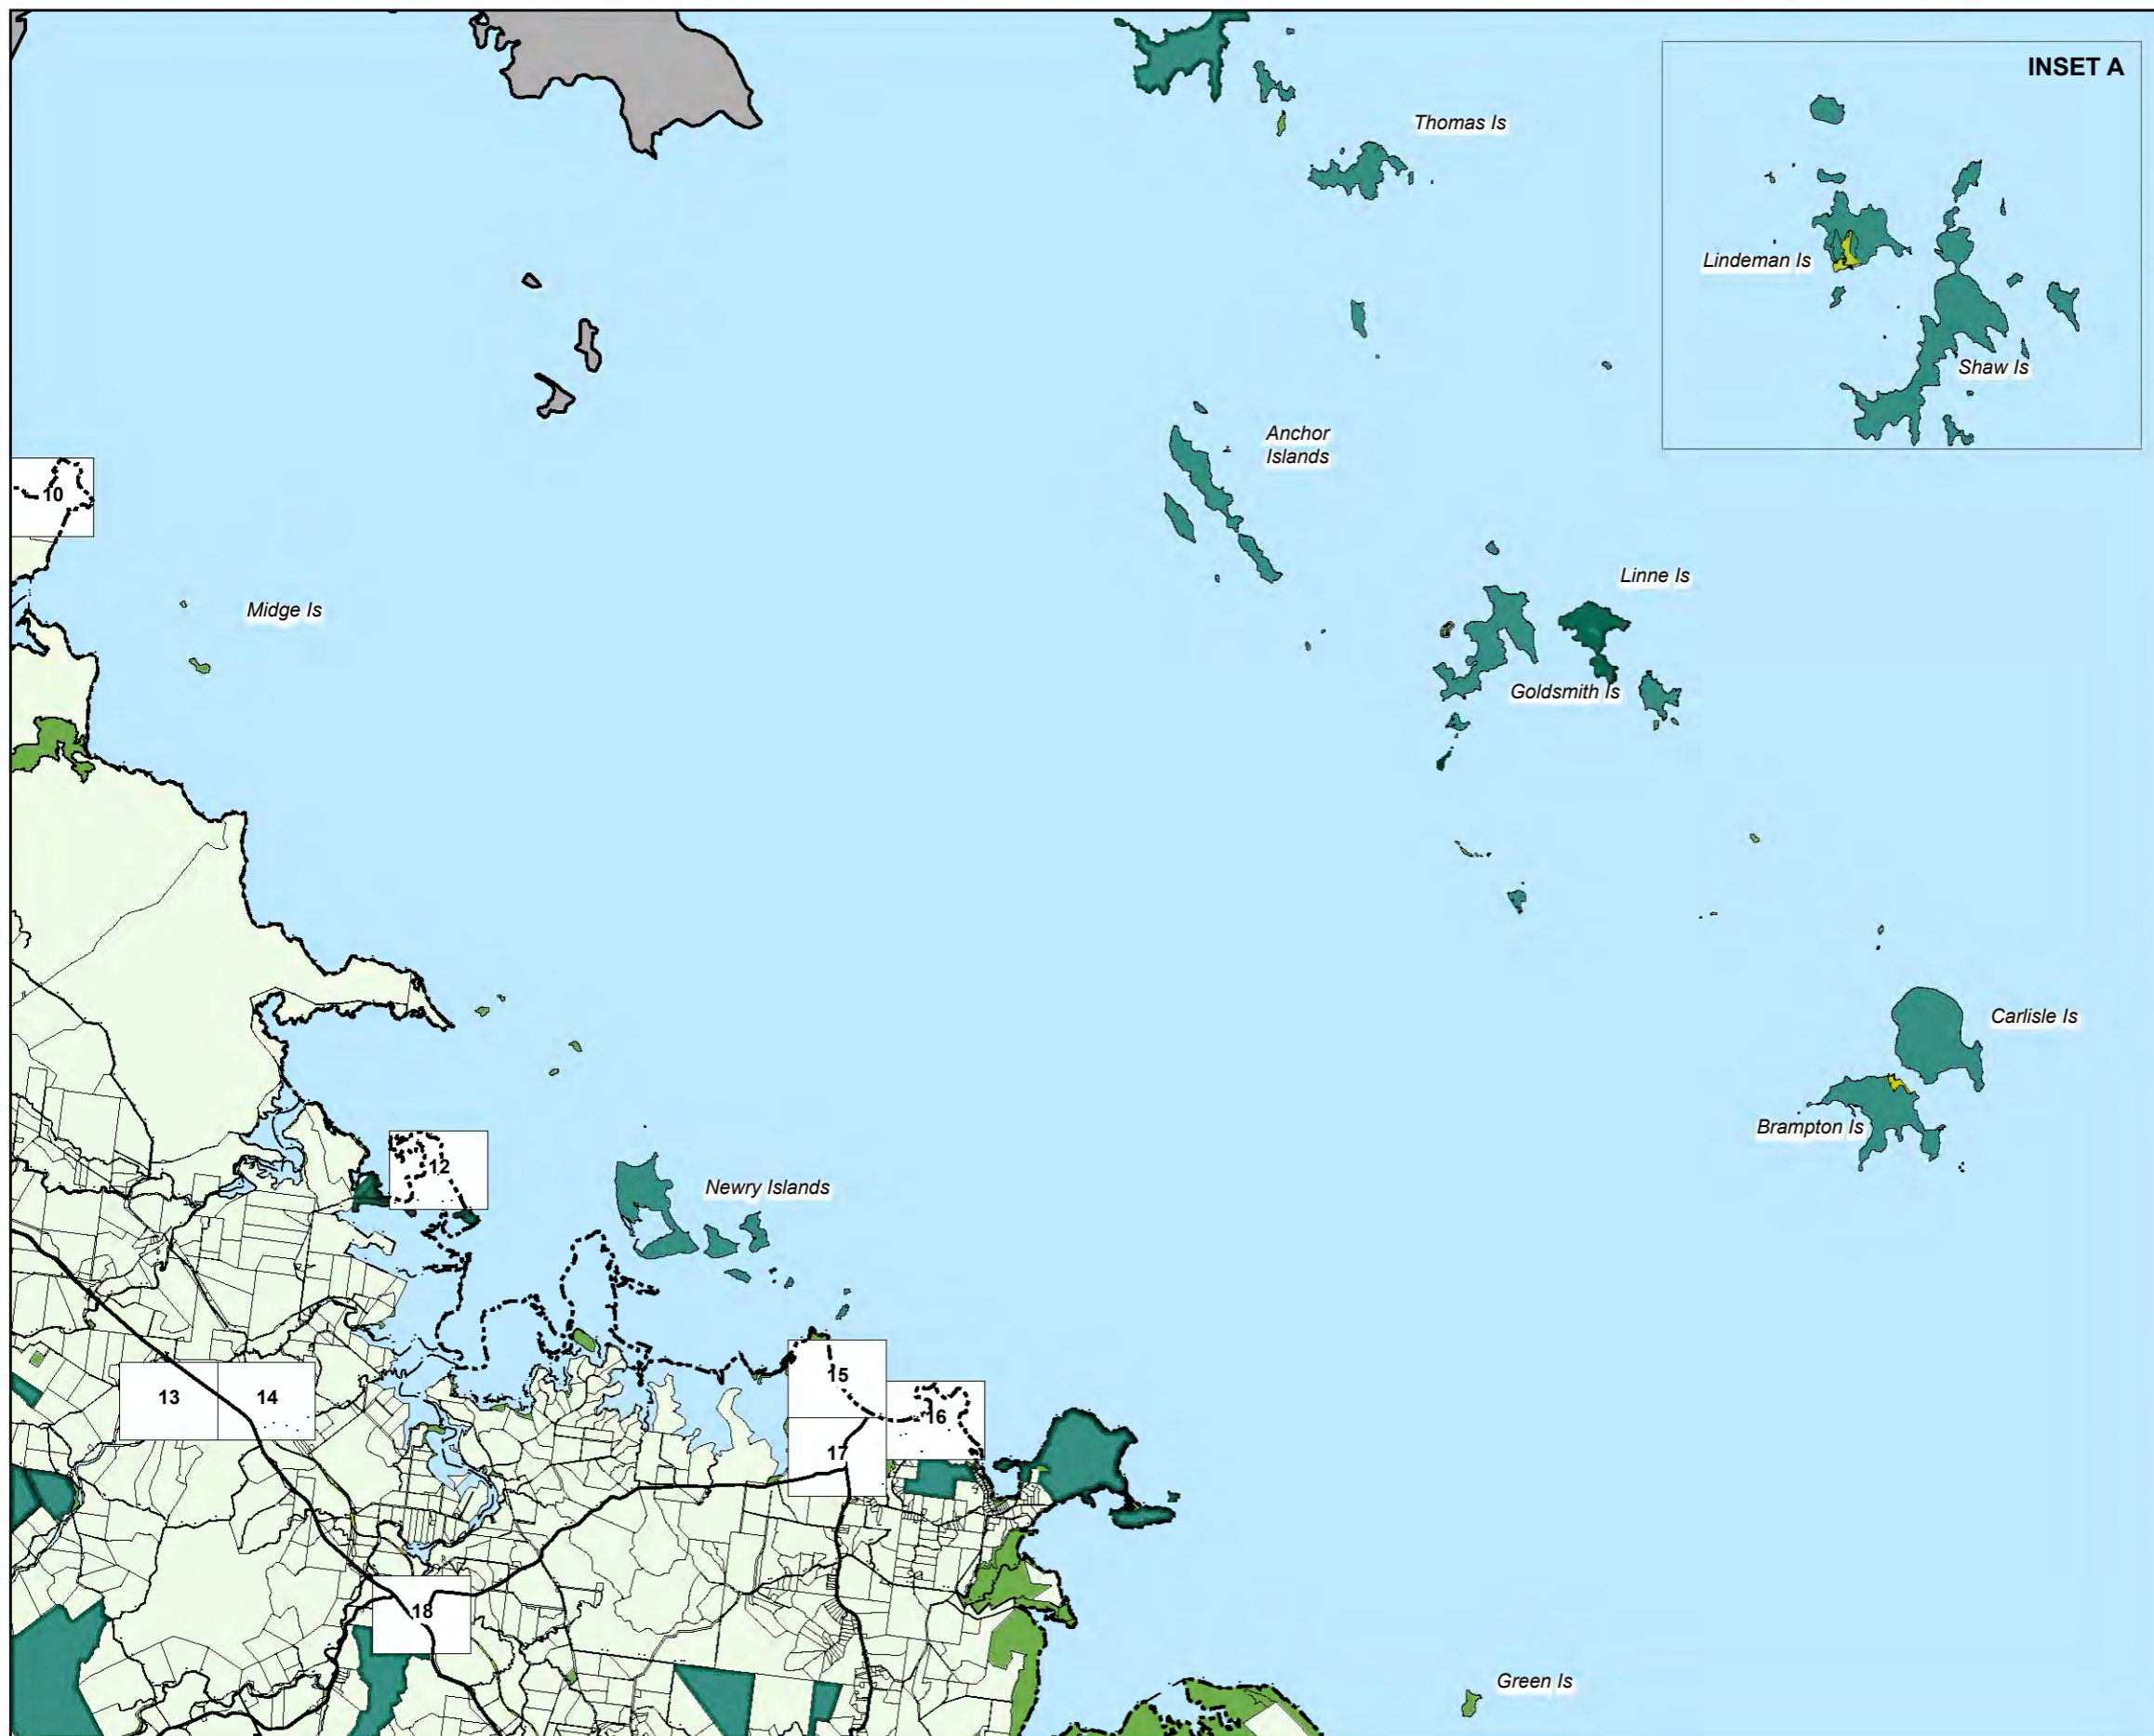 INSET A
Thomas Is
Lindeman Is
Shaw Is
Anchor
Islands
10
Linne Is
Midge Is
Goldsmith Is
Carlisle Is
Brampton Is
12
Newry Islands
15
13
14
16
17
18
Green Is